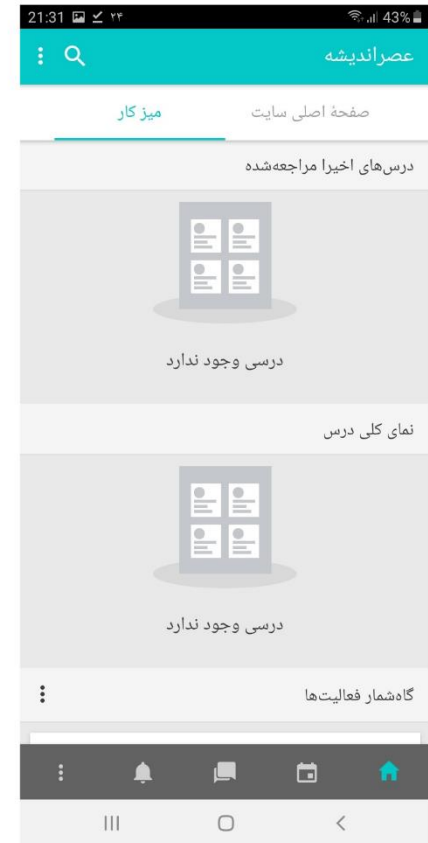 21:31 ۲۴ 43%
عصراندیشه
صفحهٔ اصلی سایت
میز کار
درس‌های اخیرا مراجعه‌شده
درسی وجود ندارد
نمای کلی درس
درسی وجود ندارد
گاه‌شمار فعالیت‌ها